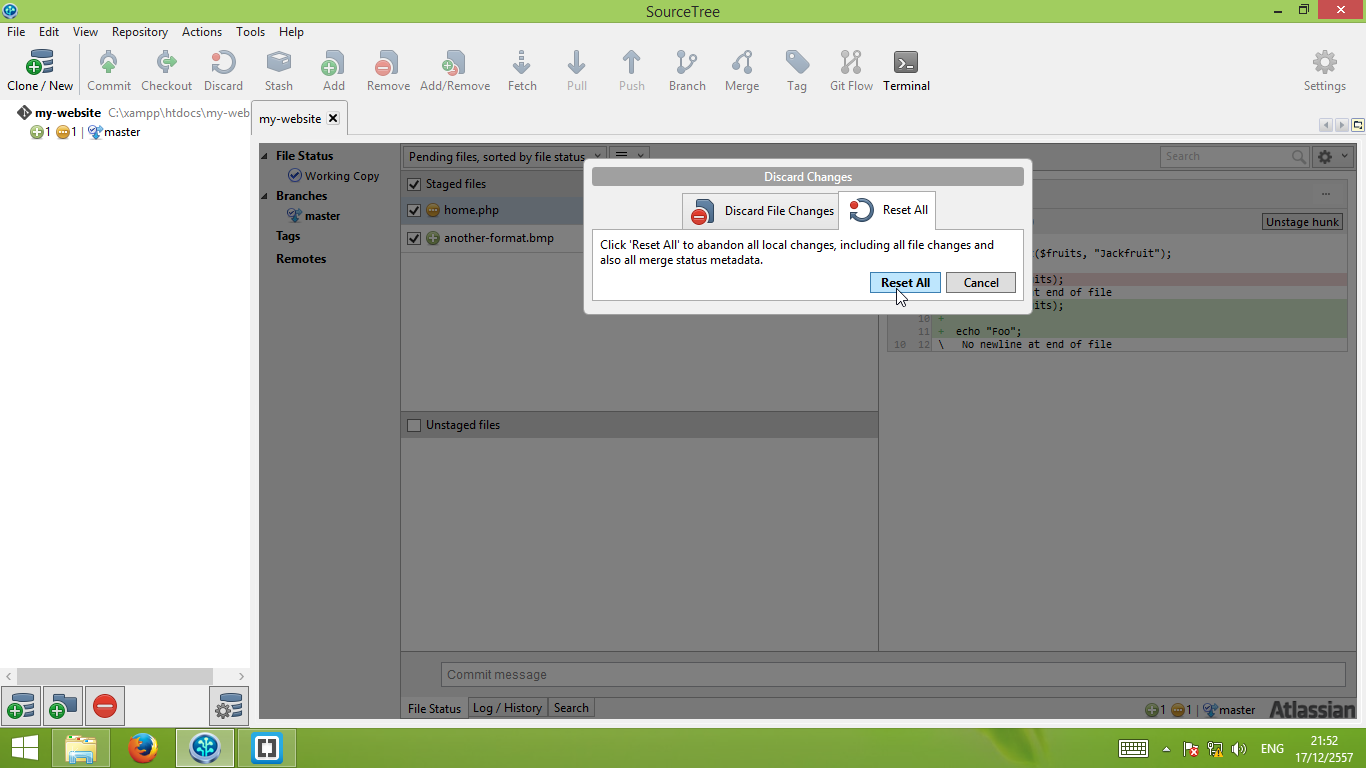 SourceTree
File Edit View Repository Actions Tools Help
Clone / New Commit Checkout Discard Stash Add Remove Add/Remove Fetch Pull Push Branch Merge Tag Git Flow Terminal Settings
my-website C:\xampp\htdocs\my-web
1 1 | master
my-website
File Status
Working Copy
Branches
master
Tags
Remotes
Pending files, sorted by file status
Search
Staged files
home.php
another-format.bmp
Unstaged files
Discard Changes
Discard File Changes Reset All
Click 'Reset All' to abandon all local changes, including all file changes and
also all merge status metadata.
Reset All Cancel
...
Unstage hunk
($fruits, "Jackfruit");
its);
t end of file
its);
10 +
11 + echo "Foo";
10 12 \ No newline at end of file
Commit message
File Status Log / History Search
1 1 | master Atlassian
ENG
21:52
17/12/2557